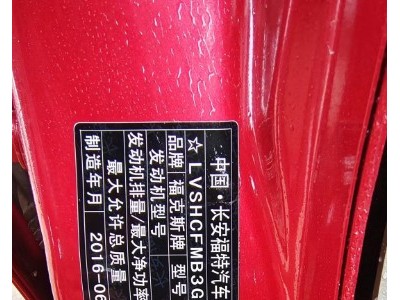 中国·长安福特汽车
☆LVSHCFMB3G
品牌 福克斯牌 型号
发动机型号
发动机排量/最大净功率
最大允许总质量
制造年月 2016-06